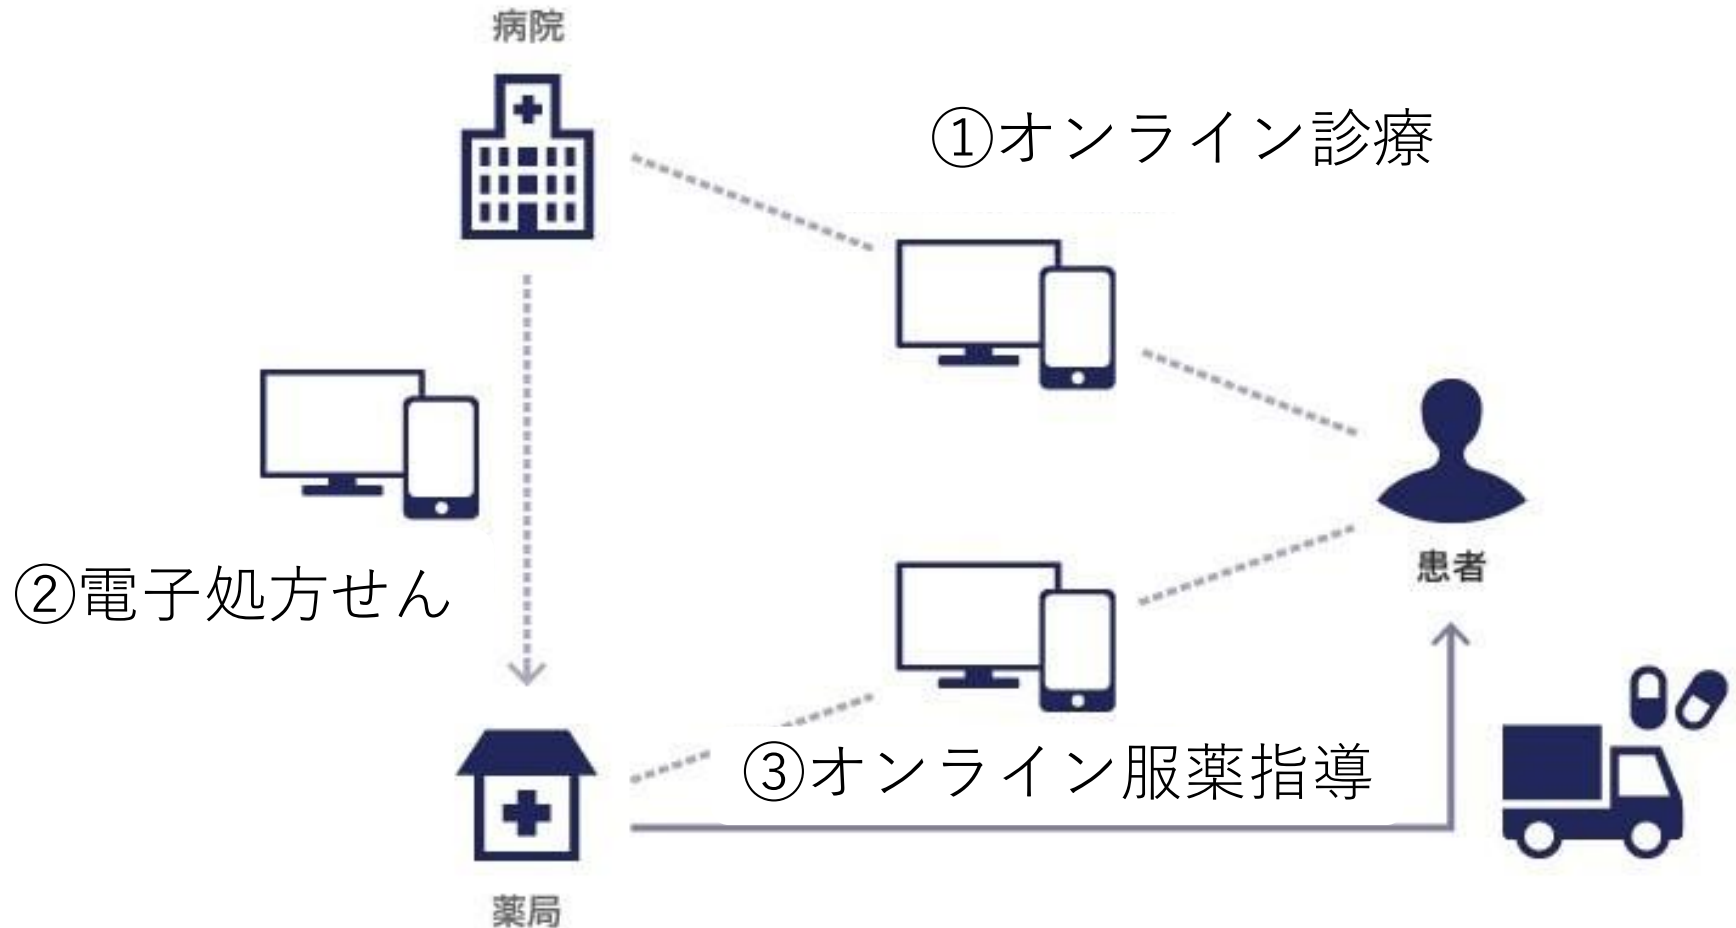 病院
①オンライン診療
②電子処方せん
患者
③オンライン服薬指導
薬局